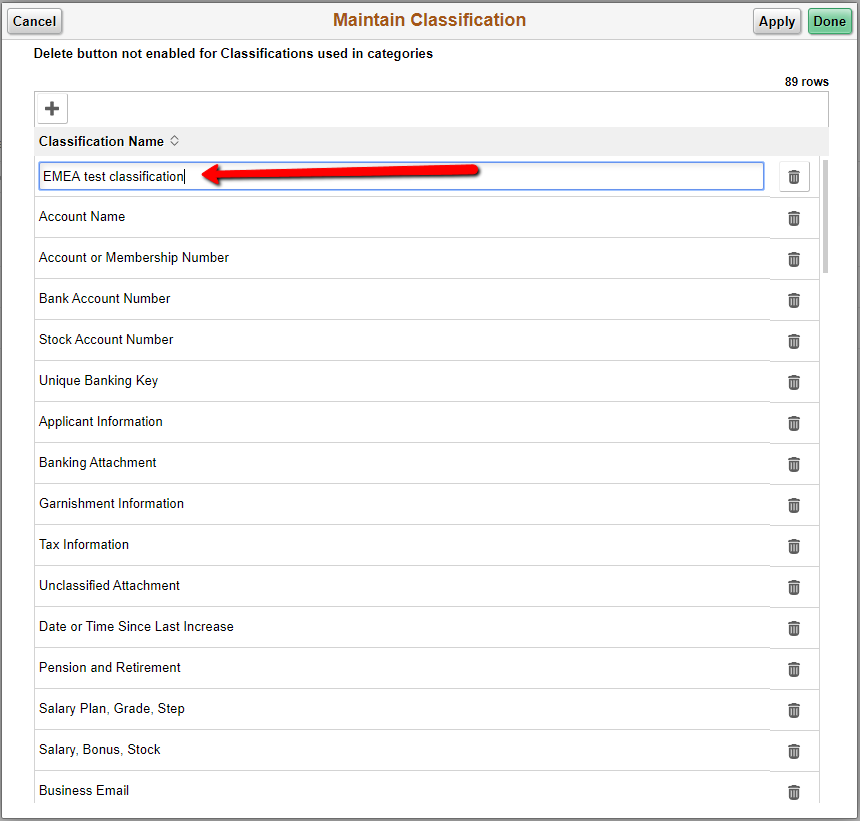 Cancel
Maintain Classification
Apply
Done
Delete button not enabled for Classifications used in categories
89 rows
Classification Name
EMEA test classification
Account Name
Account or Membership Number
Bank Account Number
Stock Account Number
Unique Banking Key
Applicant Information
Banking Attachment
Garnishment Information
Tax Information
Unclassified Attachment
Date or Time Since Last Increase
Pension and Retirement
Salary Plan, Grade, Step
Salary, Bonus, Stock
Business Email